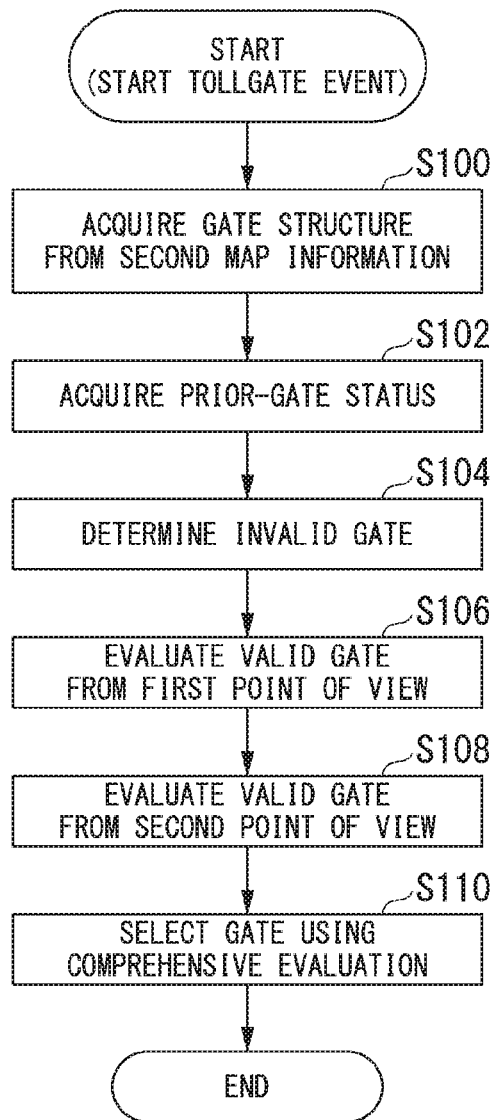 START
(START TOLLGATE EVENT)
S100
ACQUIRE GATE STRUCTURE
FROM SECOND MAP INFORMATION
S102
ACQUIRE PRIOR-GATE STATUS
S104
DETERMINE INVALID GATE
S106
EVALUATE VALID GATE
FROM FIRST POINT OF VIEW
S108
EVALUATE VALID GATE
FROM SECOND POINT OF VIEW
S110
SELECT GATE USING
COMPREHENSIVE EVALUATION
END